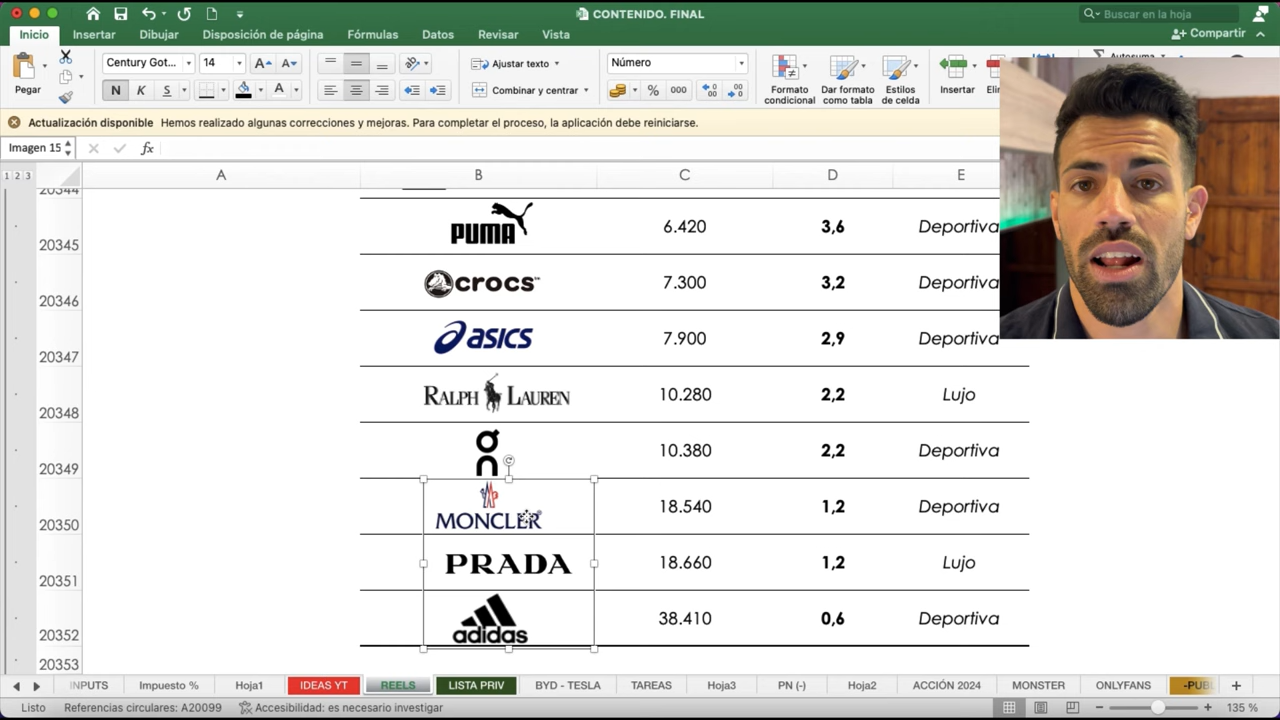 CONTENIDO. FINAL
Buscar en la hoja
Inicio Insertar Dibujar Disposición de página Fórmulas Datos Revisar Vista
Compartir
Pegar
Century Got... 14
N K S
Ajustar texto
Combinar y centrar
Número
% 000
Formato condicional
Dar formato como tabla
Estilos de celda
Insertar
Actualización disponible Hemos realizado algunas correcciones y mejoras. Para completar el proceso, la aplicación debe reiniciarse.
Imagen 15 fx
1 2 3 A B C D E
20344
20345 PUMA 6.420 3,6 Deportiva
20346 crocs™ 7.300 3,2 Deportiva
20347 asics 7.900 2,9 Deportiva
20348 RALPH LAUREN 10.280 2,2 Lujo
20349 on 10.380 2,2 Deportiva
20350 MONCLER 18.540 1,2 Deportiva
20351 PRADA 18.660 1,2 Lujo
20352 adidas 38.410 0,6 Deportiva
20353
INPUTS Impuesto % Hoja1 IDEAS YT REELS LISTA PRIV BYD - TESLA TAREAS Hoja3 PN (-) Hoja2 ACCIÓN 2024 MONSTER ONLYFANS
Listo Referencias circulares: A20099 Accesibilidad: es necesario investigar 135 %